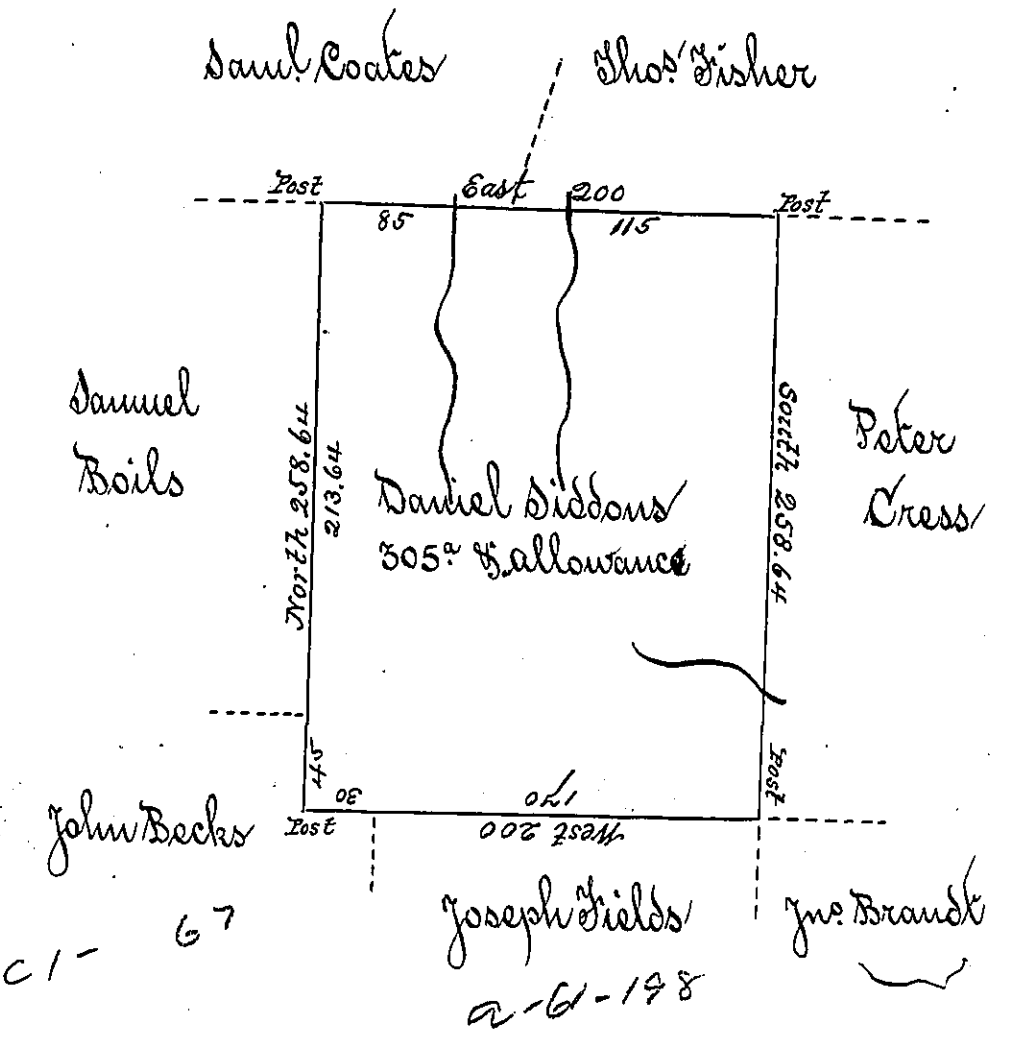 Saml. Coates
Thos. Fisher
Post
East
200
Post
85
115
Samuel
Boils
North 258.64
213.64
Daniel Siddons
305a. & allowance
South 258.64
Peter
Cress
45
30
170
Post
John Becks
Post
West 200
Joseph Fields
Jno. Brandt
C1- 67
a-61-198